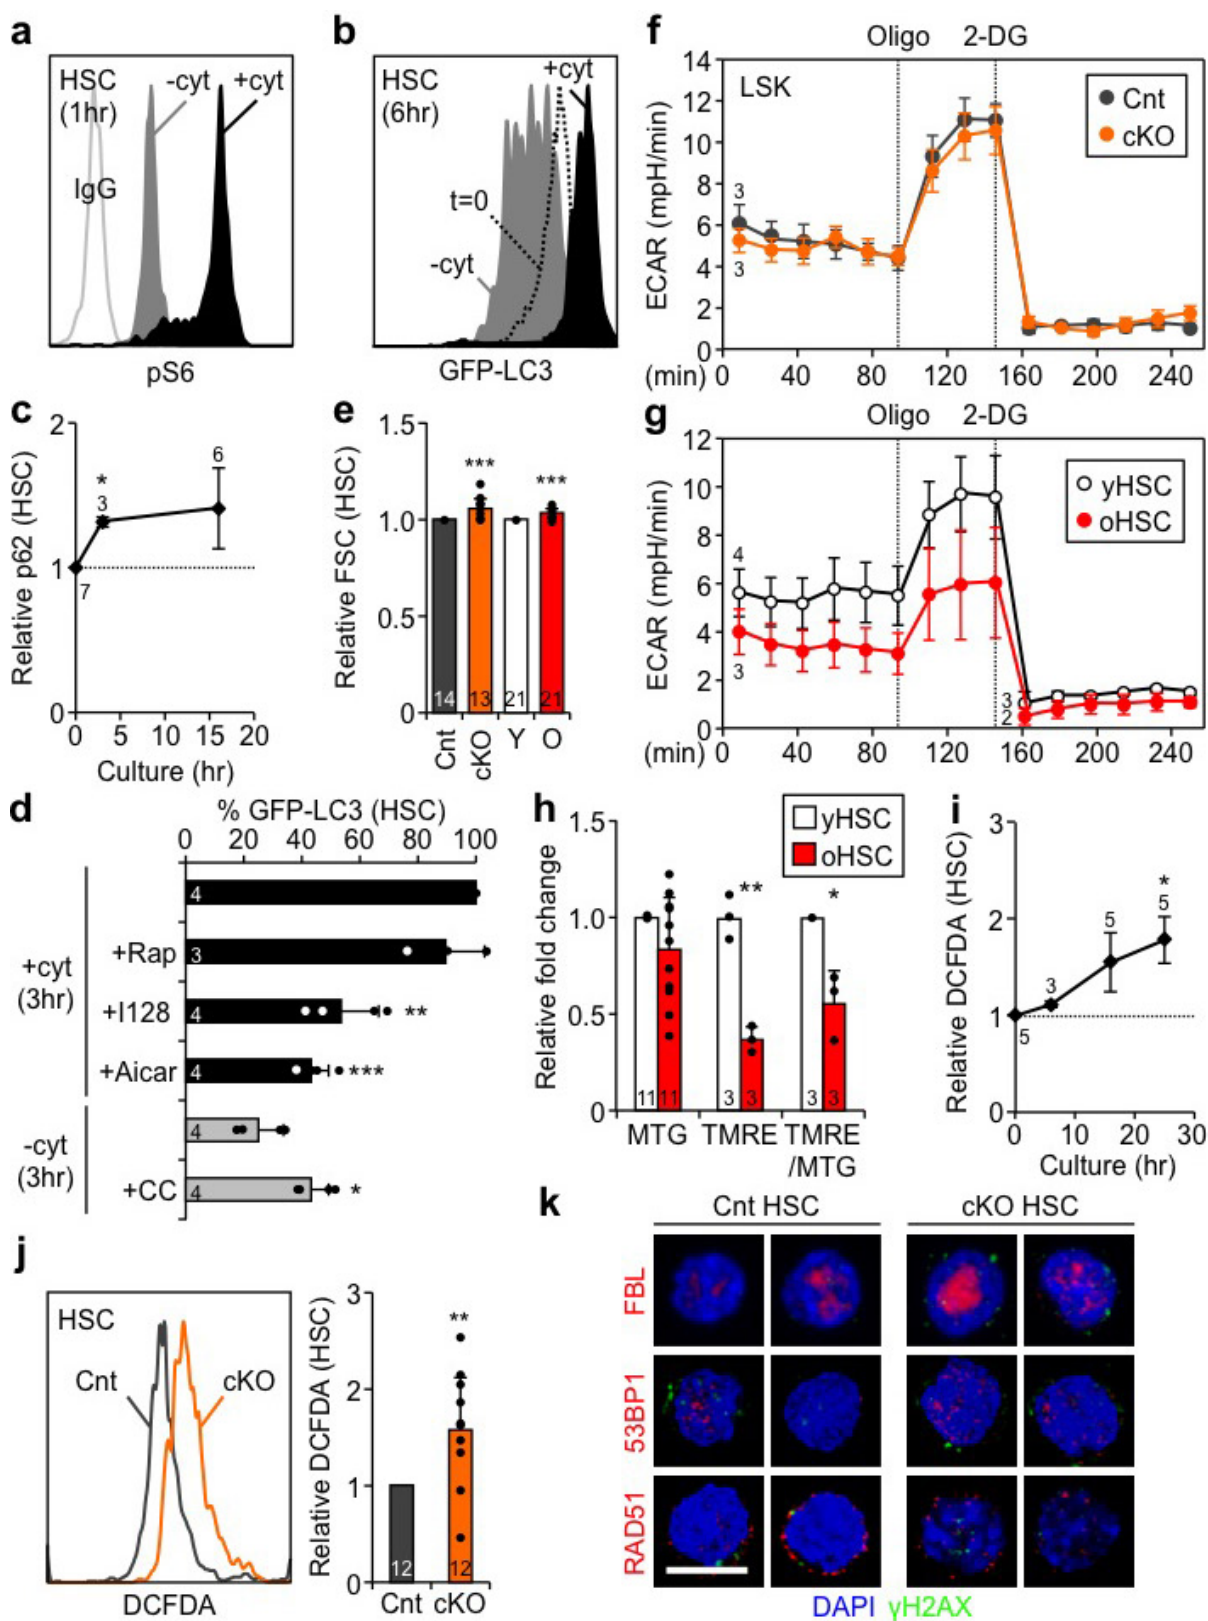 a
HSC
(1hr)
-cyt
+cyt
IgG
pS6
b
HSC
(6hr)
+cyt
t=0
-cyt
GFP-LC3
f
Oligo 2-DG
14
12
10
8
6
4
2
0
ECAR (mpH/min)
LSK
Cnt
cKO
3
3
(min) 0 40 80 120 160 200 240
c
2
1
0
Relative p62 (HSC)
*
3
6
7
0 5 10 15 20
Culture (hr)
e
1.5
1.0
0.5
0
Relative FSC (HSC)
***
***
14 13 21 21
Cnt cKO Y O
g
Oligo 2-DG
12
10
8
6
4
2
0
ECAR (mpH/min)
yHSC
oHSC
4
3
3
2
(min) 0 40 80 120 160 200 240
d
% GFP-LC3 (HSC)
0 20 40 60 80 100
+cyt
(3hr)
4
+Rap 3
+I128 4 **
+Aicar 4 ***
-cyt
(3hr)
4
+CC 4 *
h
1.5
1.0
0.5
0
Relative fold change
yHSC
oHSC
**
*
11 11 3 3 3 3
MTG TMRE TMRE
/MTG
i
3
2
1
0
Relative DCFDA (HSC)
*
5
5
3
5
0 10 20 30
Culture (hr)
j
HSC
Cnt
cKO
DCFDA
3
2
1
0
Relative DCFDA (HSC)
**
12 12
Cnt cKO
k
Cnt HSC cKO HSC
FBL
53BP1
RAD51
DAPI γH2AX